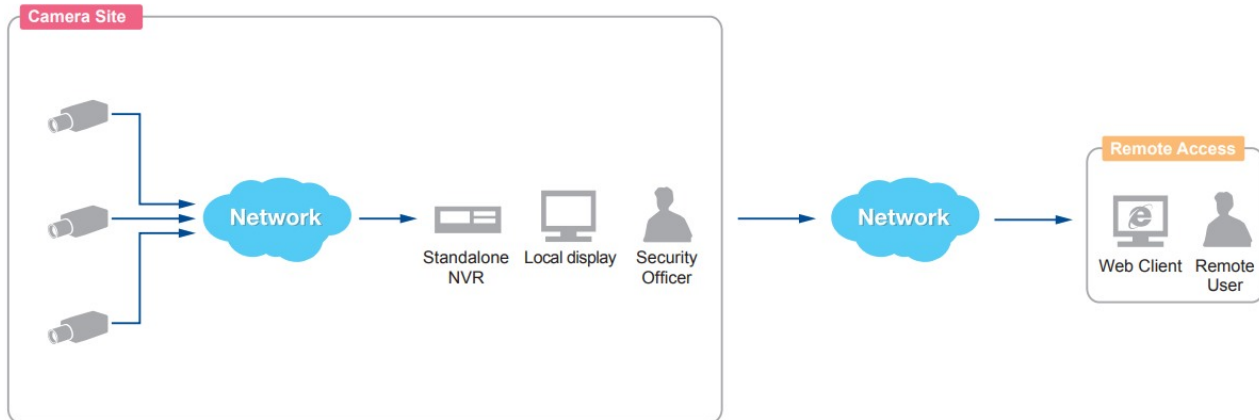 Camera Site
Network
Standalone
NVR
Local display
Security
Officer
Network
Remote Access
Web Client
Remote
User